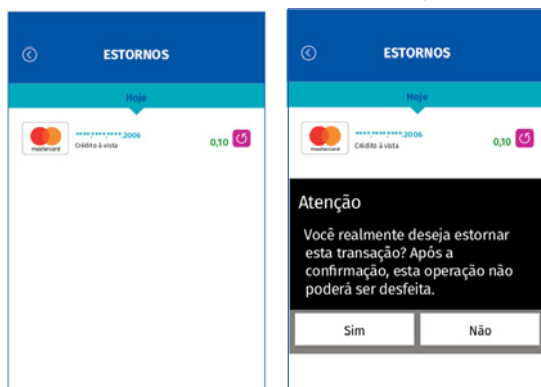 ESTORNOS
Hoje
mastercard
****.****.****.2006
Crédito à vista
0,10
ESTORNOS
Hoje
mastercard
****.****.****.2006
Crédito à vista
0,10
Atenção
Você realmente deseja estornar
esta transação? Após a
confirmação, esta operação não
poderá ser desfeita.
Sim
Não